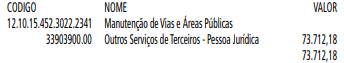 CODIGO NOME VALOR
12.10.15.452.3022.2341 Manutenção de Vias e Áreas Públicas
33903900.00 Outros Serviços de Terceiros - Pessoa Jurídica 73.712,18
73.712,18